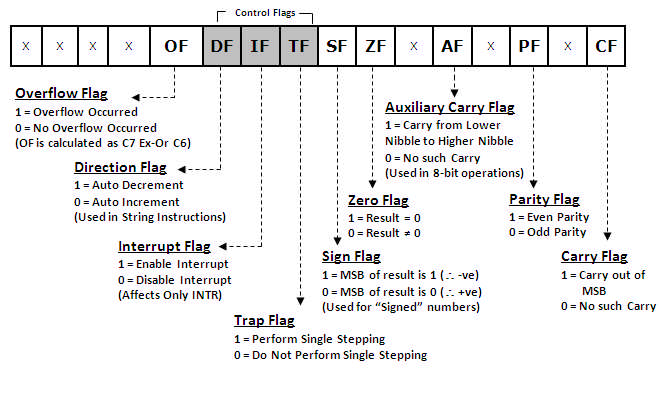 Control Flags
X X X X OF DF IF TF SF ZF X AF X PF X CF
Overflow Flag
1 = Overflow Occurred
0 = No Overflow Occurred
(OF is calculated as C7 Ex-Or C6)
Direction Flag
1 = Auto Decrement
0 = Auto Increment
(Used in String Instructions)
Interrupt Flag
1 = Enable Interrupt
0 = Disable Interrupt
(Affects Only INTR)
Trap Flag
1 = Perform Single Stepping
0 = Do Not Perform Single Stepping
Auxiliary Carry Flag
1 = Carry from Lower
Nibble to Higher Nibble
0 = No such Carry
(Used in 8-bit operations)
Zero Flag
1 = Result = 0
0 = Result ≠ 0
Sign Flag
1 = MSB of result is 1 (∴ -ve)
0 = MSB of result is 0 (∴ +ve)
(Used for “Signed” numbers)
Parity Flag
1 = Even Parity
0 = Odd Parity
Carry Flag
1 = Carry out of
MSB
0 = No such Carry